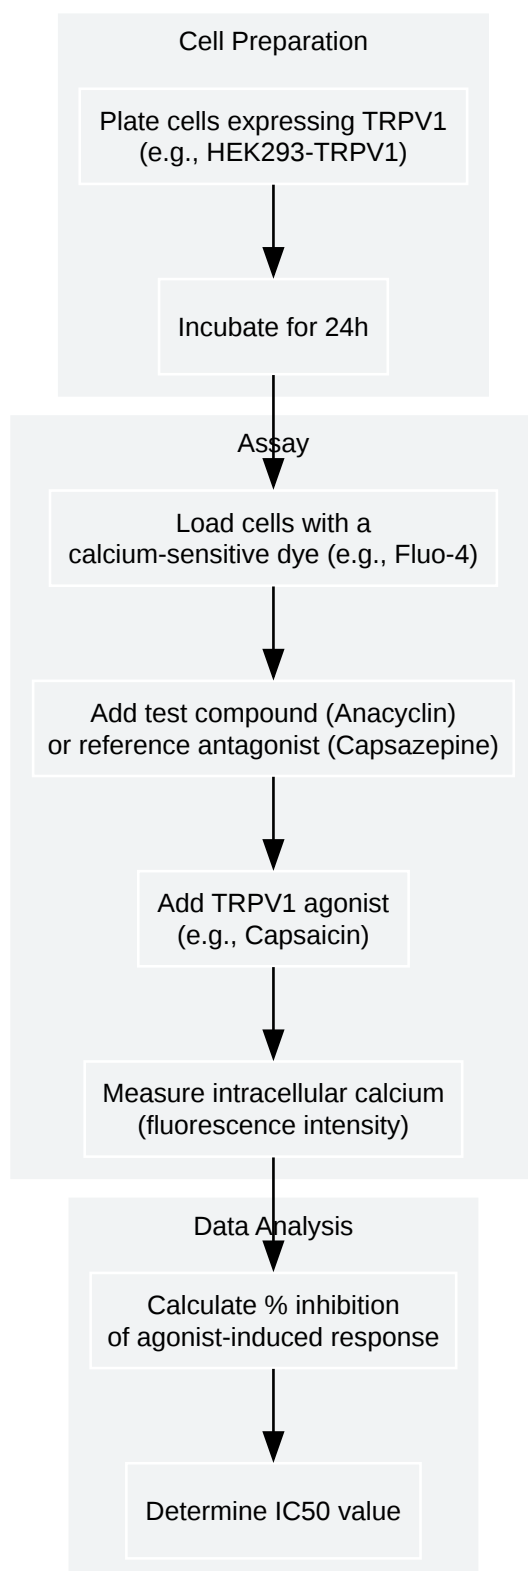 Cell Preparation
Plate cells expressing TRPV1
(e.g., HEK293-TRPV1)
Incubate for 24h
Assay
Load cells with a
calcium-sensitive dye (e.g., Fluo-4)
Add test compound (Anacyclin)
or reference antagonist (Capsazepine)
Add TRPV1 agonist
(e.g., Capsaicin)
Measure intracellular calcium
(fluorescence intensity)
Data Analysis
Calculate % inhibition
of agonist-induced response
Determine IC50 value